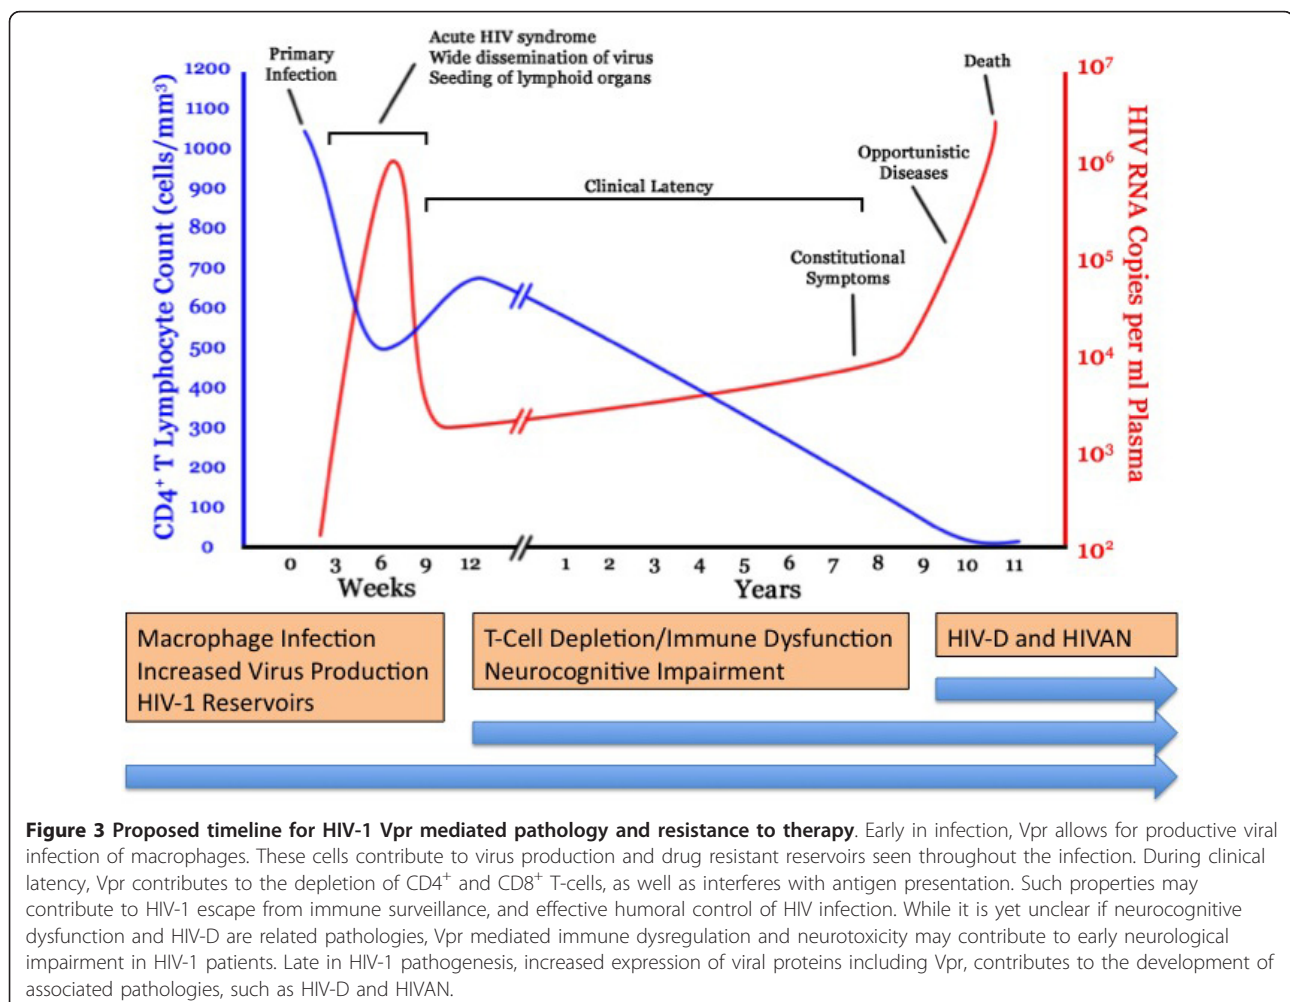 Primary
Infection
Acute HIV syndrome
Wide dissemination of virus
Seeding of lymphoid organs
Death
Opportunistic
Diseases
Clinical Latency
Constitutional
Symptoms
CD4⁺ T Lymphocyte Count (cells/mm³)
1200
1100
1000
900
800
700
600
500
400
300
200
100
0
HIV RNA Copies per ml Plasma
10⁷
10⁶
10⁵
10⁴
10³
10²
0 3 6 9 12 1 2 3 4 5 6 7 8 9 10 11
Weeks Years
Macrophage Infection
Increased Virus Production
HIV-1 Reservoirs
T-Cell Depletion/Immune Dysfunction
Neurocognitive Impairment
HIV-D and HIVAN
Figure 3 Proposed timeline for HIV-1 Vpr mediated pathology and resistance to therapy. Early in infection, Vpr allows for productive viral
infection of macrophages. These cells contribute to virus production and drug resistant reservoirs seen throughout the infection. During clinical
latency, Vpr contributes to the depletion of CD4⁺ and CD8⁺ T-cells, as well as interferes with antigen presentation. Such properties may
contribute to HIV-1 escape from immune surveillance, and effective humoral control of HIV infection. While it is yet unclear if neurocognitive
dysfunction and HIV-D are related pathologies, Vpr mediated immune dysregulation and neurotoxicity may contribute to early neurological
impairment in HIV-1 patients. Late in HIV-1 pathogenesis, increased expression of viral proteins including Vpr, contributes to the development of
associated pathologies, such as HIV-D and HIVAN.